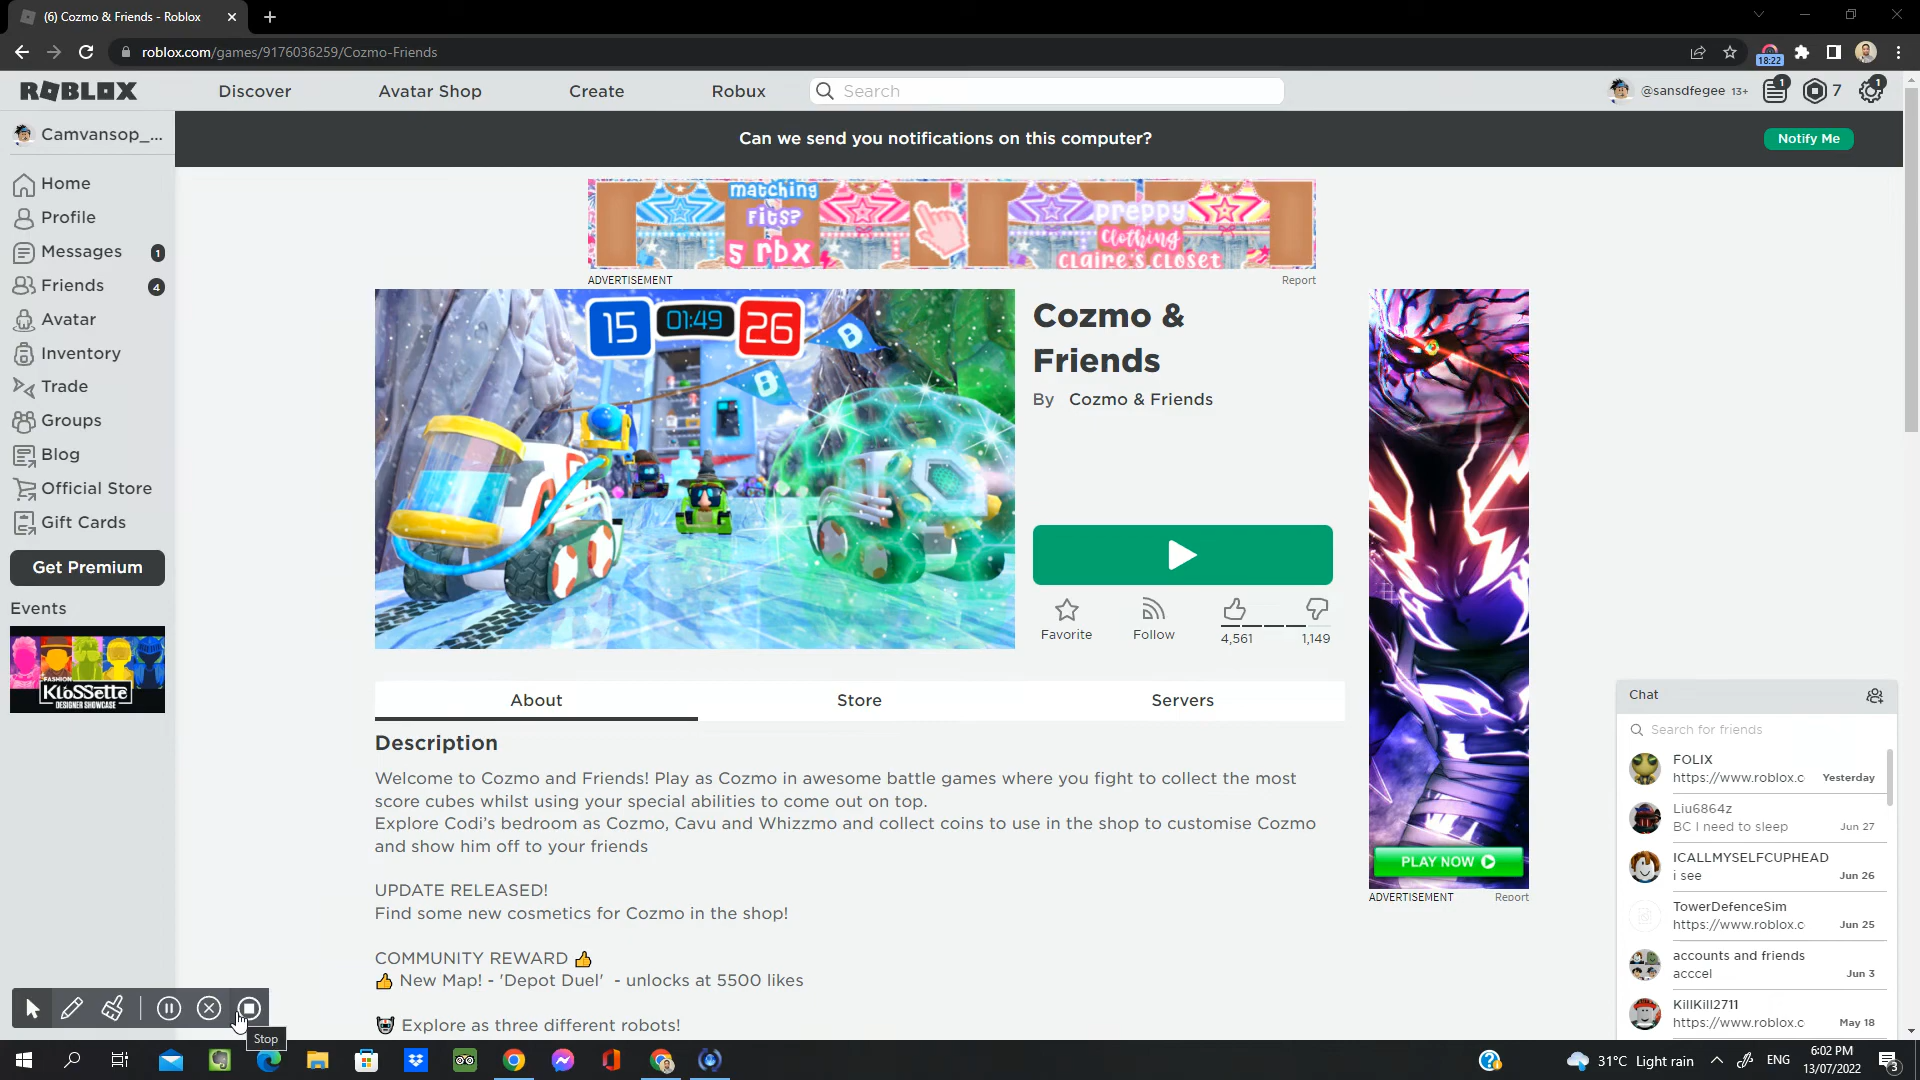 (6) Cozmo & Friends - Roblox
roblox.com/games/9176036259/Cozmo-Friends
18:22
ROBLOX
Discover
Avatar Shop
Create
Robux
Search
@sansdfegee 13+
1
7
1
Camvansop_...
Can we send you notifications on this computer?
Notify Me
Home
Profile
Messages 1
Friends 4
Avatar
Inventory
Trade
Groups
Blog
Official Store
Gift Cards
Get Premium
Events
FASHION
KLoSSette
DESIGNER SHOWCASE
matching
fits?
5 rbx
preppy
Clothing
CLaire's CLoset
ADVERTISEMENT
Report
15
01:49
26
B
B
Cozmo &
Friends
By Cozmo & Friends
Favorite
Follow
4,561
1,149
PLAY NOW
ADVERTISEMENT
Report
About
Store
Servers
Description
Welcome to Cozmo and Friends! Play as Cozmo in awesome battle games where you fight to collect the most
score cubes whilst using your special abilities to come out on top.
Explore Codi's bedroom as Cozmo, Cavu and Whizzmo and collect coins to use in the shop to customise Cozmo
and show him off to your friends
UPDATE RELEASED!
Find some new cosmetics for Cozmo in the shop!
COMMUNITY REWARD 👍
👍 New Map! - 'Depot Duel' - unlocks at 5500 likes
🤖 Explore as three different robots!
Chat
Search for friends
FOLIX
https://www.roblox.c Yesterday
Liu6864z
BC I need to sleep Jun 27
ICALLMYSELFCUPHEAD
i see Jun 26
TowerDefenceSim
https://www.roblox.c Jun 25
accounts and friends
acccel Jun 3
KillKill2711
https://www.roblox.c May 18
Stop
31°C Light rain
ENG
6:02 PM
13/07/2022
3